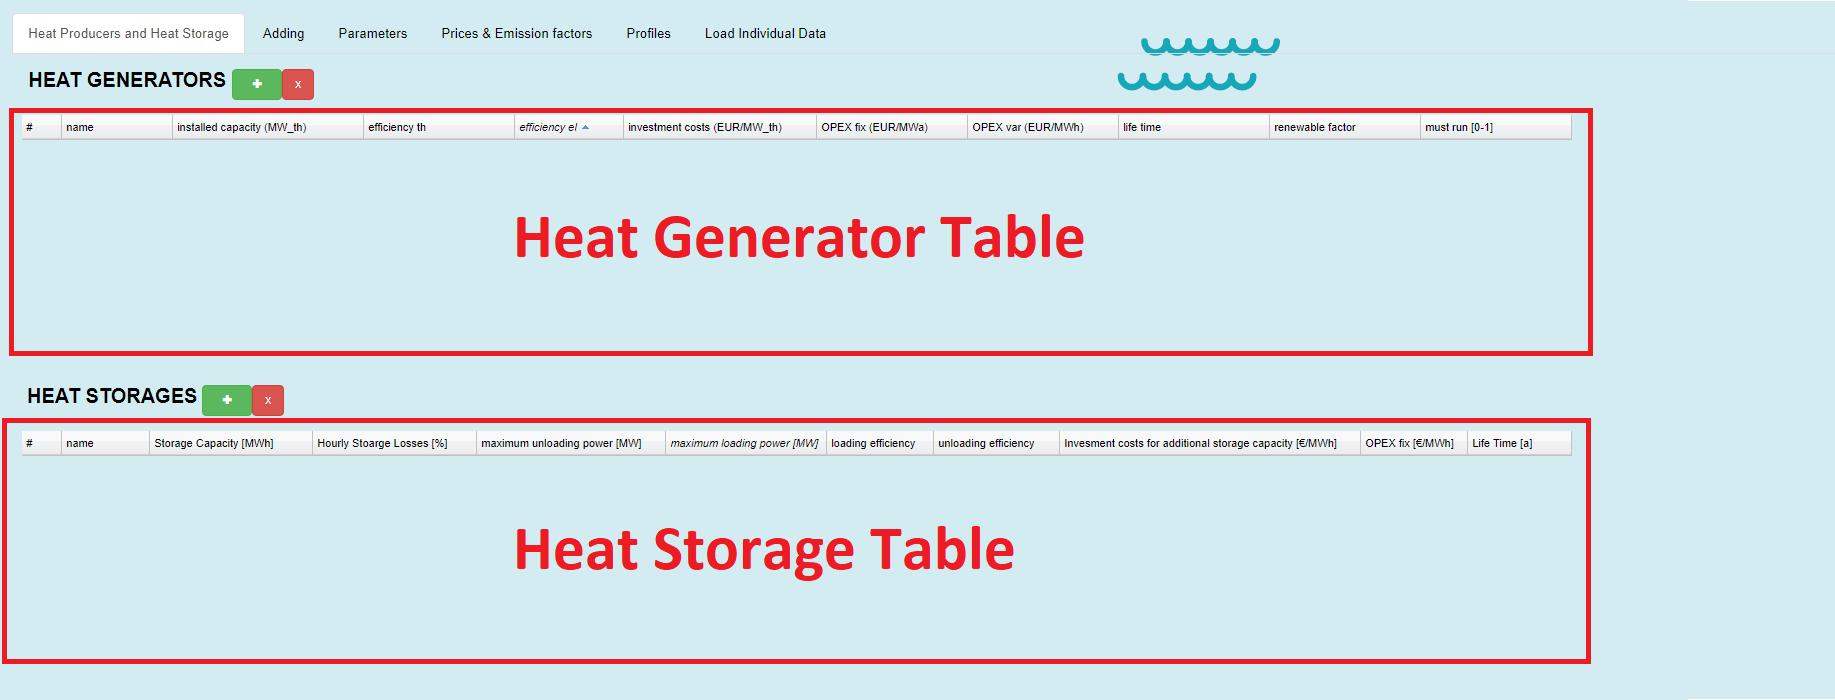 Heat Producers and Heat Storage Adding Parameters Prices & Emission factors Profiles Load Individual Data
HEAT GENERATORS + x
# name installed capacity (MW_th) efficiency th efficiency el investment costs (EUR/MW_th) OPEX fix (EUR/MWa) OPEX var (EUR/MWh) life time renewable factor must run [0-1]
Heat Generator Table
HEAT STORAGES + x
# name Storage Capacity [MWh] Hourly Stoarge Losses [%] maximum unloading power [MW] maximum loading power [MW] loading efficiency unloading efficiency Invesment costs for additional storage capacity [€/MWh] OPEX fix [€/MWh] Life Time [a]
Heat Storage Table